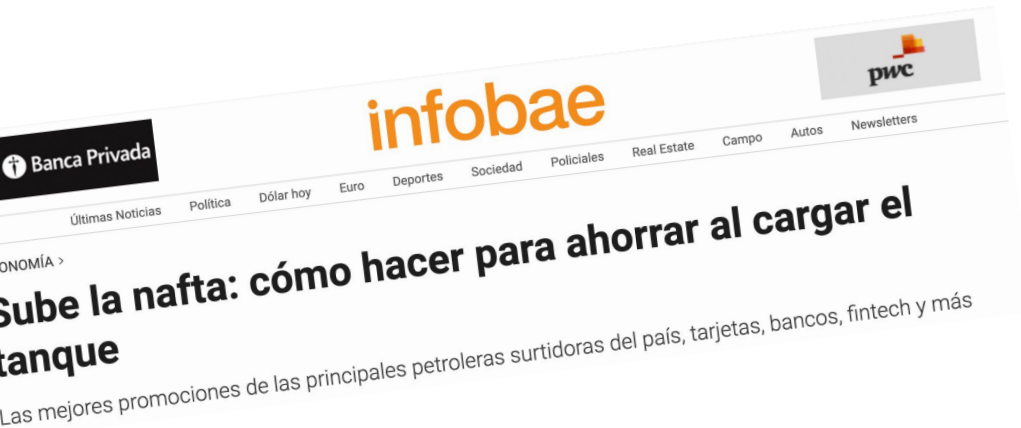 infobae
pwc
Banca Privada
Últimas Noticias Política Dólar hoy Euro Deportes Sociedad Policiales Real Estate Campo Autos Newsletters
ONOMÍA >
Sube la nafta: cómo hacer para ahorrar al cargar el
tanque
Las mejores promociones de las principales petroleras surtidoras del país, tarjetas, bancos, fintech y más